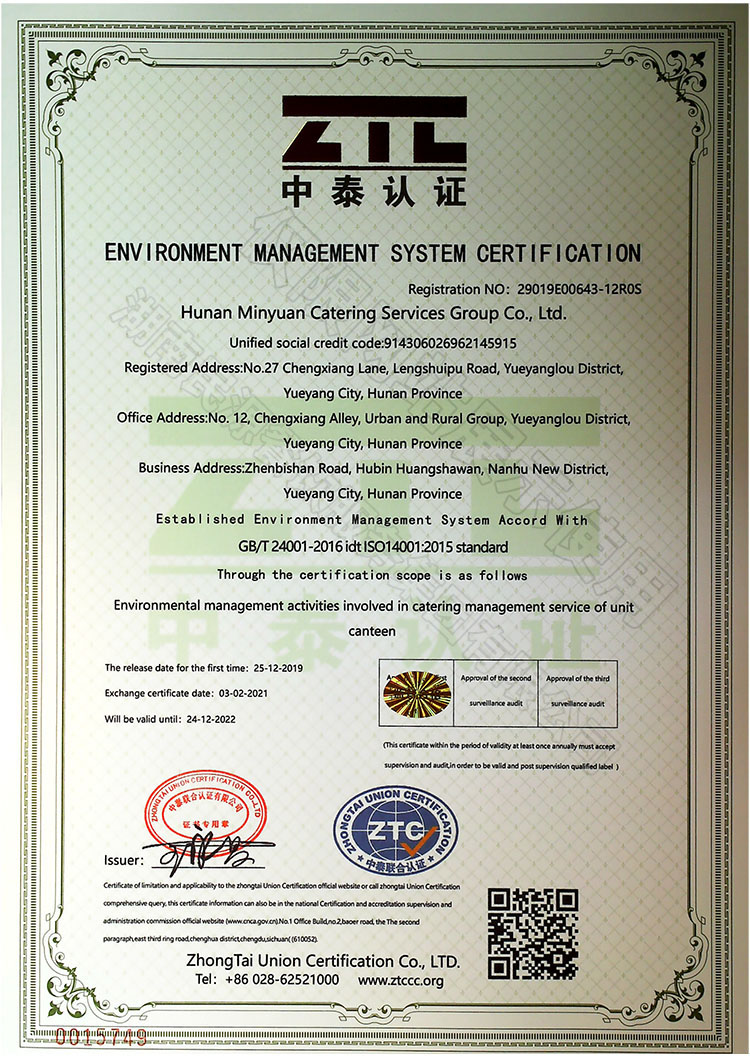 ZTC
中泰认证
ENVIRONMENT MANAGEMENT SYSTEM CERTIFICATION
Registration NO: 29019E00643-12R0S
Hunan Minyuan Catering Services Group Co., Ltd.
Unified social credit code:914306026962145915
Registered Address:No.27 Chengxiang Lane, Lengshuipu Road, Yueyanglou District,
Yueyang City, Hunan Province
Office Address:No. 12, Chengxiang Alley, Urban and Rural Group, Yueyanglou District,
Yueyang City, Hunan Province
Business Address:Zhenbishan Road, Hubin Huangshawan, Nanhu New District,
Yueyang City, Hunan Province
Established Environment Management System Accord With
GB/T 24001-2016 idt ISO14001:2015 standard
Through the certification scope is as follows
Environmental management activities involved in catering management service of unit
canteen
The release date for the first time: 25-12-2019
Exchange certificate date: 03-02-2021
Will be valid until: 24-12-2022
Approval of the second
surveillance audit
Approval of the third
surveillance audit
(This certificate within the period of validity at least once annually must accept
supervision and audit,in order to be valid and post supervision qualified label )
ZHONGTAI UNION CERTIFICATION CO.,LTD
中泰联合认证有限公司
证书专用章
ZHONGTAI UNION CERTIFICATION
ZTC
中泰联合认证
Issuer:
Certificate of limitation and applicability to the zhongtai Union Certification official website or call zhongtai Union Certification
comprehensive query, this certificate information can also be in the national Certification and accreditation supervision and
administration commission official website (www.cnca.gov.cn).No.1 Office Build,no.2,baoer road, the The second
paragraph,east third ring road,chenghua district,chengdu,sichuan( (610052).
ZhongTai Union Certification Co., LTD.
Tel: +86 028-62521000 www.ztccc.org
0015749